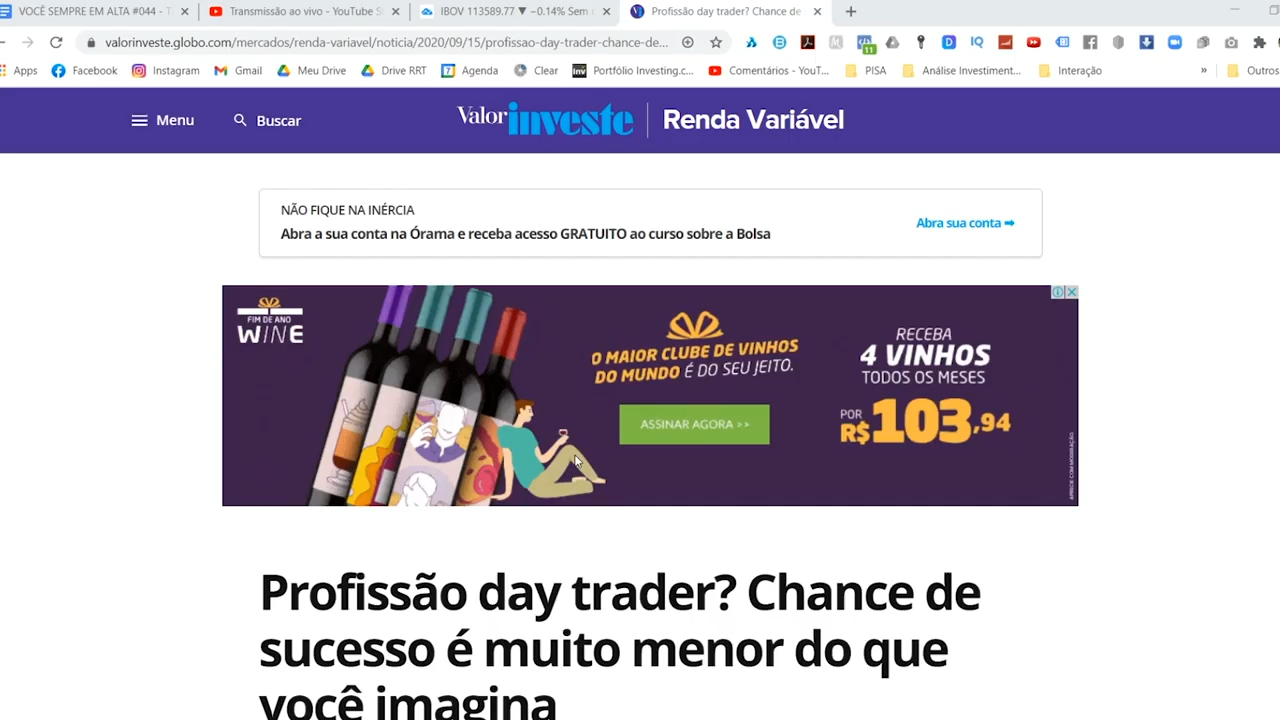 VOCÊ SEMPRE EM ALTA #044 - T
Transmissão ao vivo - YouTube S
IBOV 113589.77 ▼ −0.14% Sem
Profissão day trader? Chance de
valorinveste.globo.com/mercados/renda-variavel/noticia/2020/09/15/profissao-day-trader-chance-de...
11
Apps
Facebook
Instagram
Gmail
Meu Drive
Drive RRT
Agenda
Clear
Portfólio Investing.c...
Comentários - YouT...
PISA
Análise Investiment...
Interação
»
Outros
Menu
Buscar
Valor investe
Renda Variável
NÃO FIQUE NA INÉRCIA
Abra a sua conta na Órama e receba acesso GRATUITO ao curso sobre a Bolsa
Abra sua conta ➡
FIM DE ANO
WINE
O MAIOR CLUBE DE VINHOS
DO MUNDO É DO SEU JEITO.
ASSINAR AGORA >>
RECEBA
4 VINHOS
TODOS OS MESES
POR
R$103,94
APRECIE COM MODERAÇÃO
Profissão day trader? Chance de
sucesso é muito menor do que
você imagina